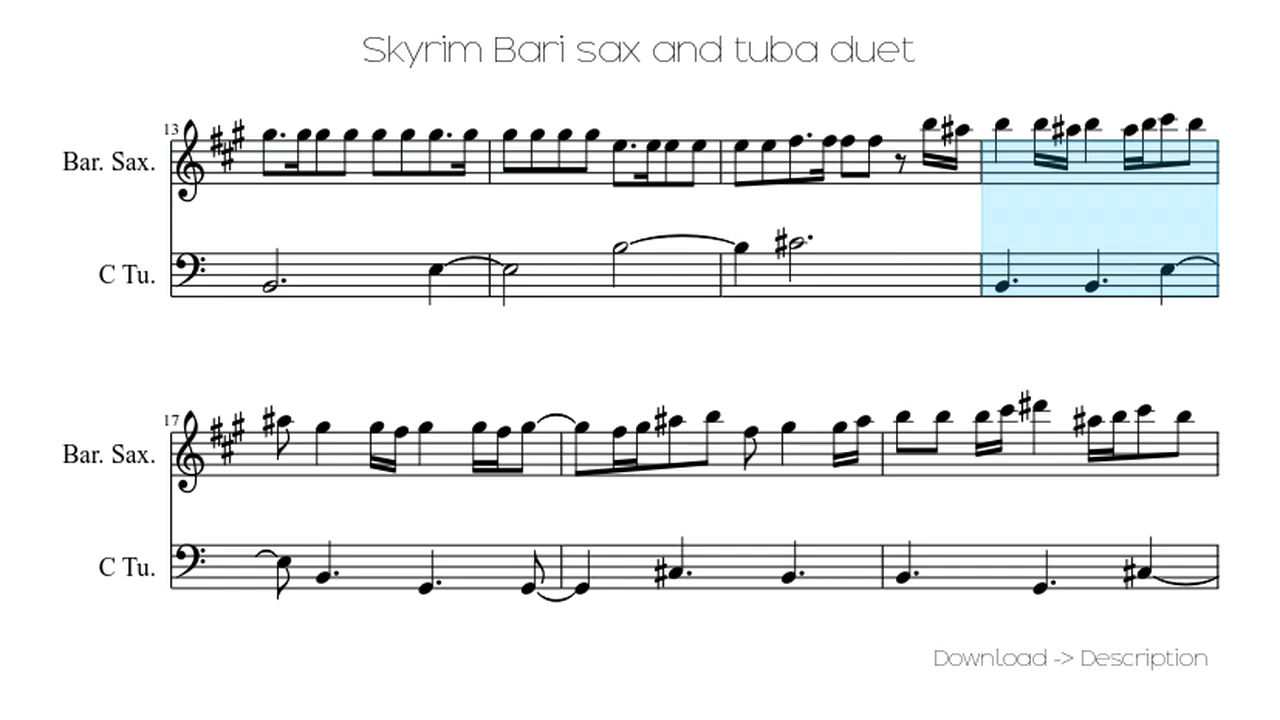 Skyrim Bari sax and tuba duet
13
Bar. Sax.
C Tu.
17
Bar. Sax.
C Tu.
Download -> Description